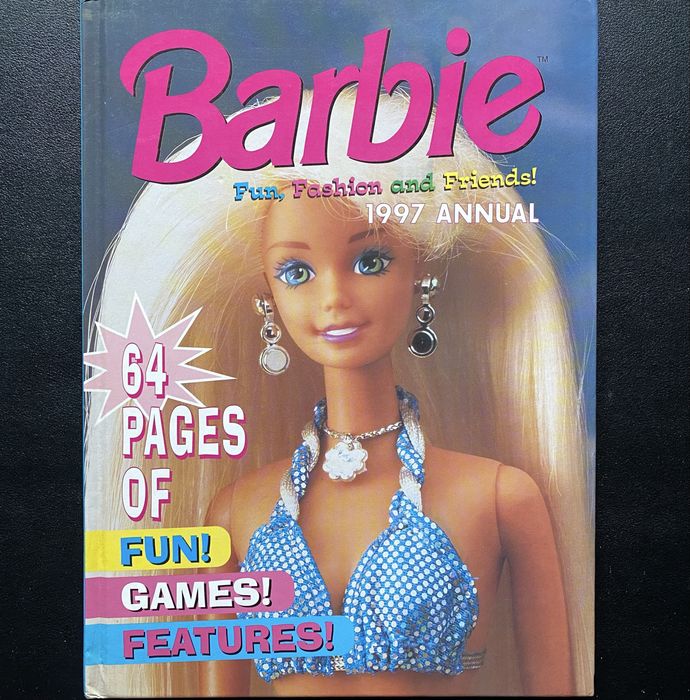 Barbie™
Fun, Fashion and Friends!
1997 ANNUAL
64
PAGES
OF
FUN!
GAMES!
FEATURES!